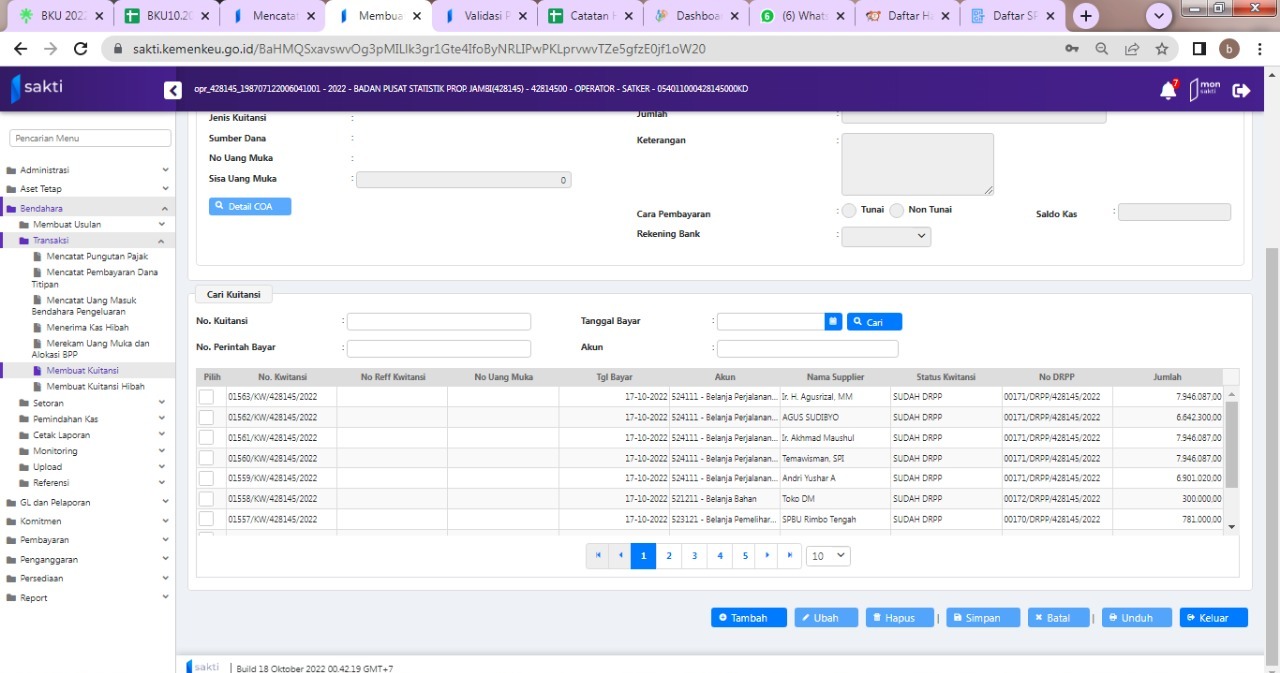 BKU 202 BKU10.2 Mencata Membua Validasi P Catatan Dashbo (6) What Daftar H Daftar S
sakti.kemenkeu.go.id/
sakti
opr_428145_198707122006041001 - 2022 - BADAN PUSAT STATISTIK PROP JAMBI(428145) - 42814500 - OPERATOR - SATKER - 054011000428145000KD
7
mon sakti
Pencarian Menu
Administrasi
Aset Tetap
Bendahara
Membuat Usulan
Transaksi
Mencatat Pungutan Pajak
Mencatat Pembayaran Dana
Titipan
Mencatat Uang Masuk
Bendahara Pengeluaran
Menerima Kas Hibah
Merekam Uang Muka dan
Alokasi BPP
Membuat Kuitansi
Membuat Kuitansi Hibah
Setoran
Pemindahan Kas
Cetak Laporan
Monitoring
Upload
Referensi
GL dan Pelaporan
Komitmen
Pembayaran
Penganggaran
Persediaan
Report
Jenis Kuitansi :
Sumber Dana :
No Uang Muka :
Sisa Uang Muka : 0
Detail COA
Jumlah :
Keterangan :
Cara Pembayaran : Tunai Non Tunai Saldo Kas :
Rekening Bank :
Cari Kuitansi
No. Kuitansi : Tanggal Bayar : Cari
No. Perintah Bayar : Akun :
Pilih No. Kwitansi No Reff Kwitansi No Uang Muka Tgl Bayar Akun Nama Supplier Status Kwitansi No DRPP Jumlah
01563/KW/428145/2022 17-10-2022 524111 - Belanja Perjalanan... Ir. H. Agusrizal, MM SUDAH DRPP 00171/DRPP/428145/2022 7.946.087.00
01562/KW/428145/2022 17-10-2022 524111 - Belanja Perjalanan... AGUS SUDIBYO SUDAH DRPP 00171/DRPP/428145/2022 6.642.300.00
01561/KW/428145/2022 17-10-2022 524111 - Belanja Perjalanan... Ir. Akhmad Maushul SUDAH DRPP 00171/DRPP/428145/2022 7.946.087.00
01560/KW/428145/2022 17-10-2022 524111 - Belanja Perjalanan... Temawisman, SPI SUDAH DRPP 00171/DRPP/428145/2022 7.946.087.00
01559/KW/428145/2022 17-10-2022 524111 - Belanja Perjalanan... Andri Yushar A SUDAH DRPP 00171/DRPP/428145/2022 6.901.020.00
01558/KW/428145/2022 17-10-2022 521211 - Belanja Bahan Toko DM SUDAH DRPP 00172/DRPP/428145/2022 300.000.00
01557/KW/428145/2022 17-10-2022 523121 - Belanja Pemelihar... SPBU Rimbo Tengah SUDAH DRPP 00170/DRPP/428145/2022 781.000.00
1 2 3 4 5 10
Tambah Ubah Hapus | Simpan Batal | Unduh Keluar
sakti | Build 18 Oktober 2022 00.42.19 GMT+7